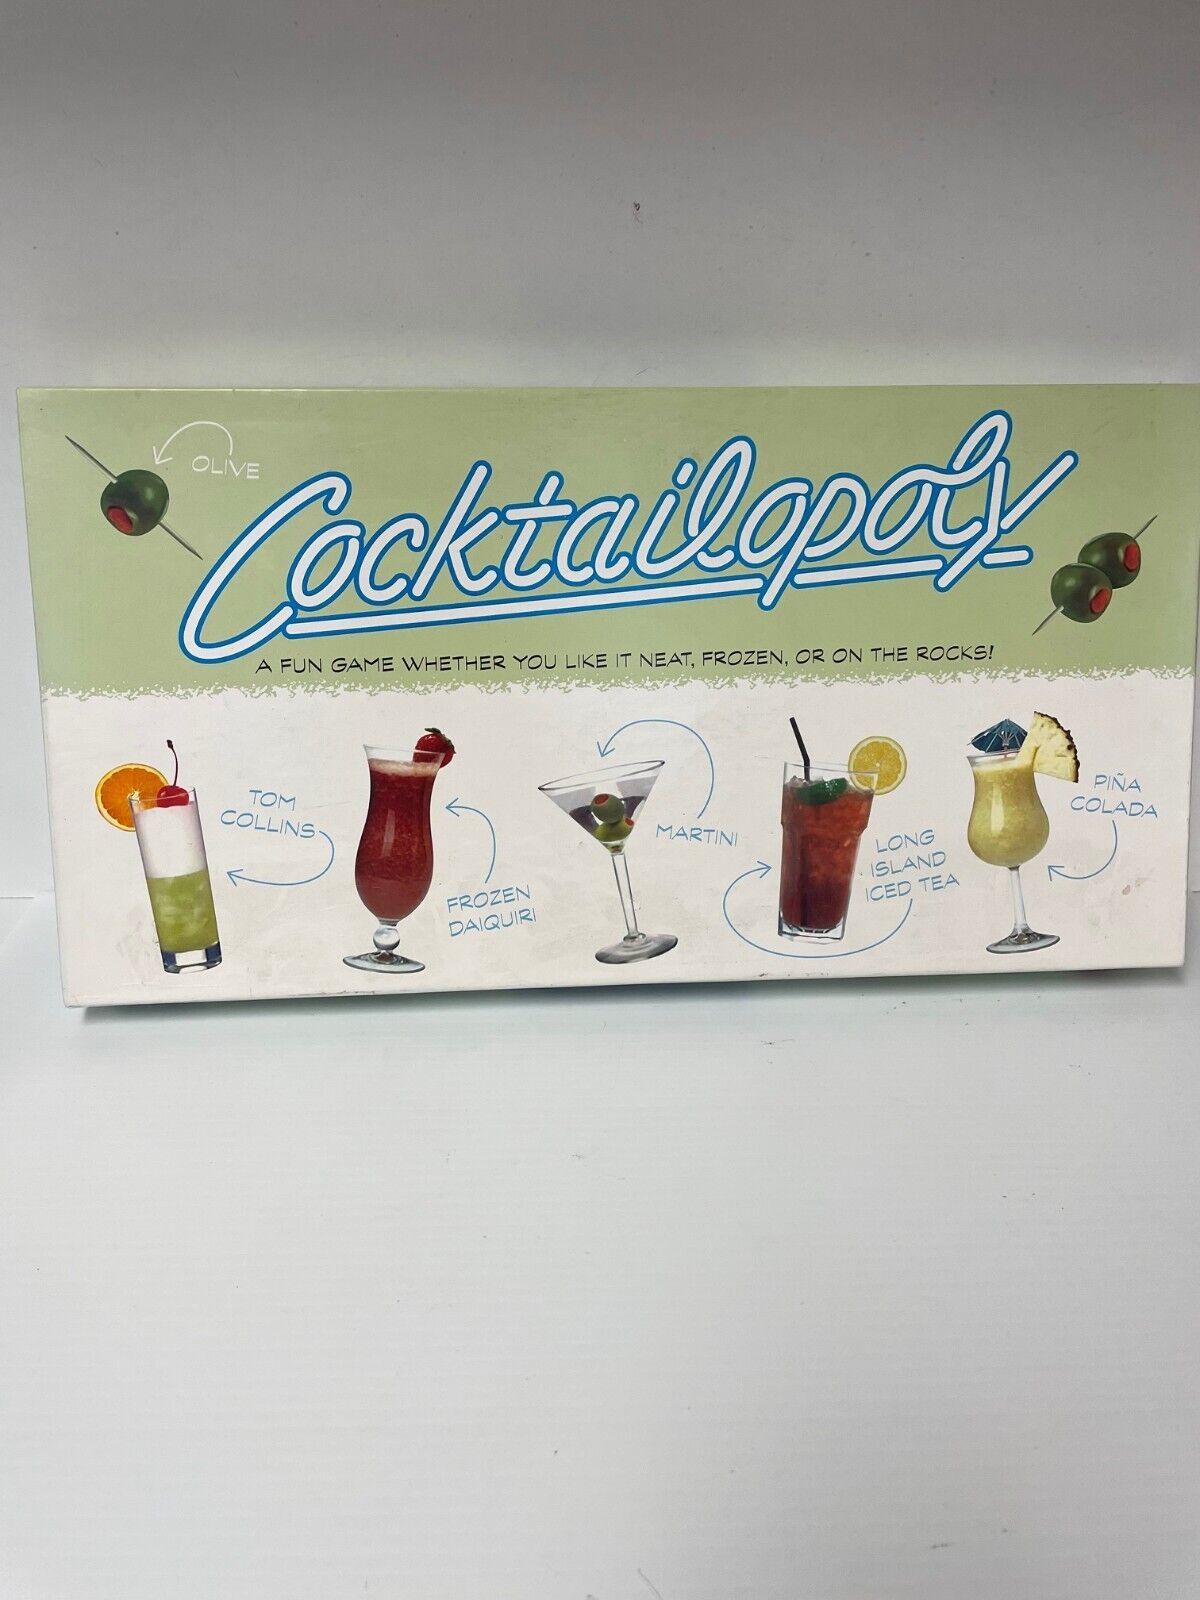 OLIVE
Cocktailopoly
A FUN GAME WHETHER YOU LIKE IT NEAT, FROZEN, OR ON THE ROCKS!
TOM
COLLINS
FROZEN
DAIQUIRI
MARTINI
LONG
ISLAND
ICED TEA
PIÑA
COLADA